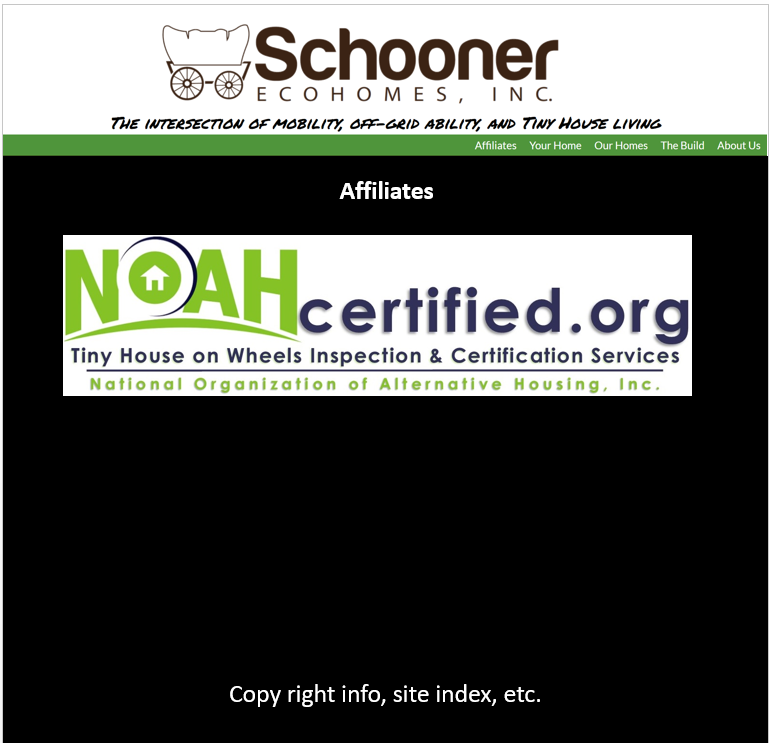 Schooner
ECOHOMES, INC.
The intersection of mobility, off-grid ability, and Tiny House living
Affiliates Your Home Our Homes The Build About Us
Affiliates
NOAHcertified.org
Tiny House on Wheels Inspection & Certification Services
National Organization of Alternative Housing, Inc.
Copy right info, site index, etc.